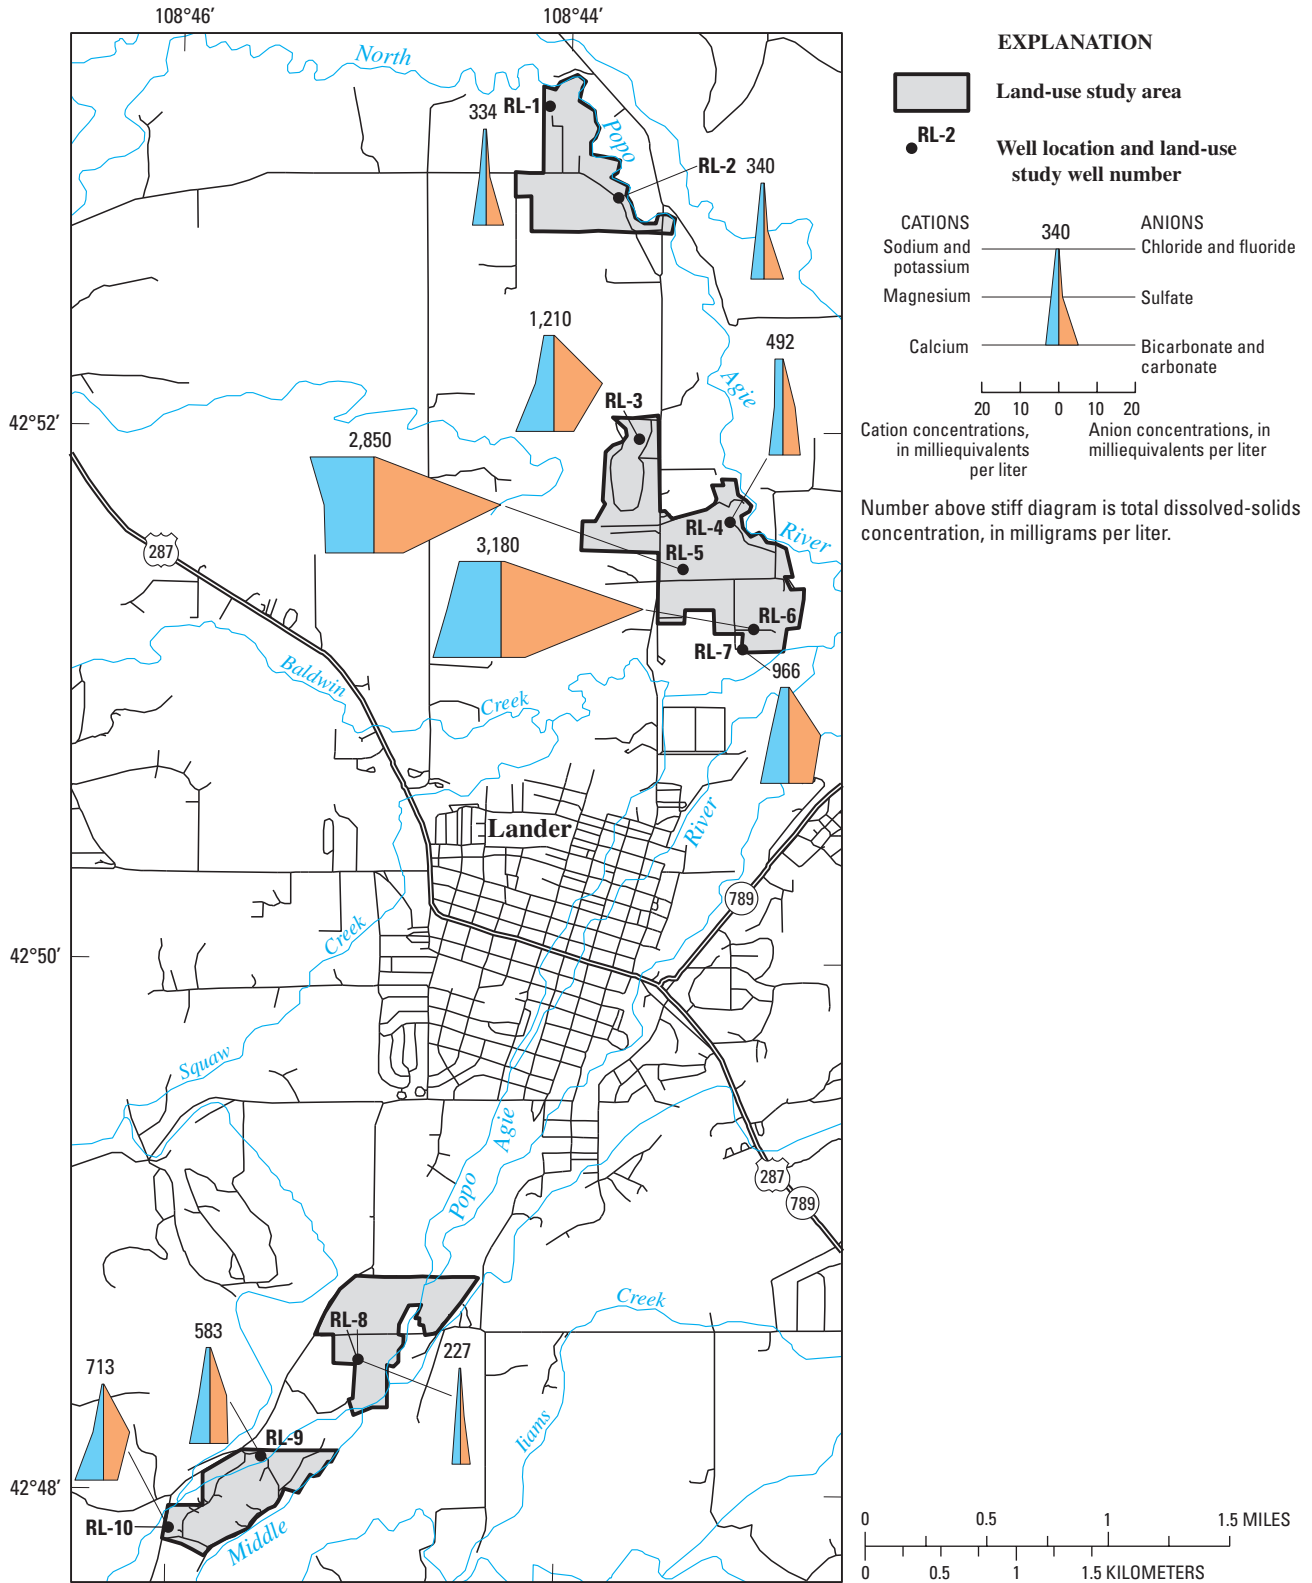 108°46′
108°44′
North
Popo
RL-1
334
RL-2
340
1,210
492
Agie
RL-3
42°52′
2,850
RL-4
River
287
RL-5
3,180
RL-6
RL-7
966
Baldwin
Creek
River
Lander
789
Creek
42°50′
Squaw
Agie
Popo
287
789
Creek
RL-8
583
227
713
Iiams
RL-9
42°48′
RL-10
Middle
EXPLANATION
Land-use study area
RL-2
Well location and land-use
study well number
CATIONS
340
ANIONS
Sodium and
potassium
Chloride and fluoride
Magnesium
Sulfate
Calcium
Bicarbonate and
carbonate
20 10 0 10 20
Cation concentrations,
in milliequivalents
per liter
Anion concentrations, in
milliequivalents per liter
Number above stiff diagram is total dissolved-solids
concentration, in milligrams per liter.
0 0.5 1 1.5 MILES
0 0.5 1 1.5 KILOMETERS